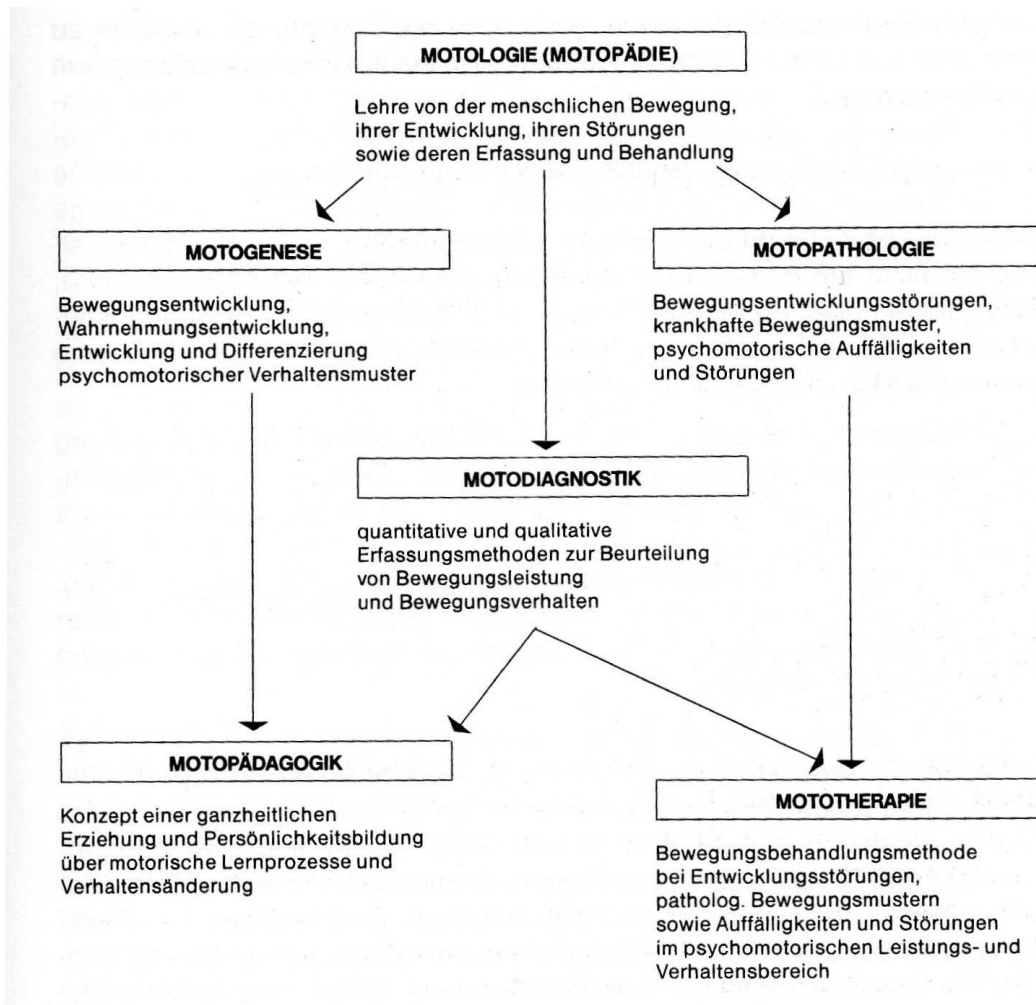 MOTOLOGIE (MOTOPÄDIE)
Lehre von der menschlichen Bewegung,
ihrer Entwicklung, ihren Störungen
sowie deren Erfassung und Behandlung
MOTOGENESE
Bewegungsentwicklung,
Wahrnehmungsentwicklung,
Entwicklung und Differenzierung
psychomotorischer Verhaltensmuster
MOTOPATHOLOGIE
Bewegungsentwicklungsstörungen,
krankhafte Bewegungsmuster,
psychomotorische Auffälligkeiten
und Störungen
MOTODIAGNOSTIK
quantitative und qualitative
Erfassungsmethoden zur Beurteilung
von Bewegungsleistung
und Bewegungsverhalten
MOTOPÄDAGOGIK
Konzept einer ganzheitlichen
Erziehung und Persönlichkeitsbildung
über motorische Lernprozesse und
Verhaltensänderung
MOTOTHERAPIE
Bewegungsbehandlungsmethode
bei Entwicklungsstörungen,
patholog. Bewegungsmustern
sowie Auffälligkeiten und Störungen
im psychomotorischen Leistungs- und
Verhaltensbereich